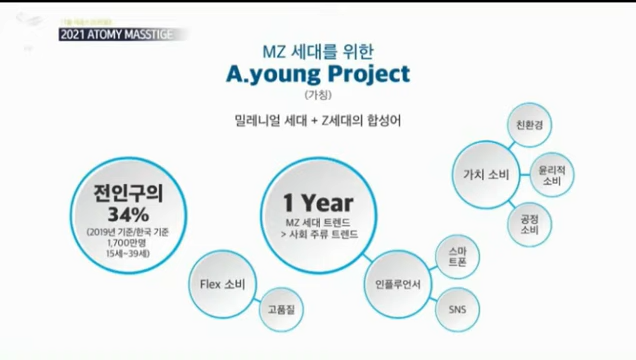 2021 ATOMY MASSTIGE
MZ 세대를 위한
A.young Project
(가칭)
밀레니얼 세대 + Z세대의 합성어
전인구의
34%
(2019년 기준/한국 기준
1,700만명
15세~39세)
1 Year
MZ 세대 트렌드
> 사회 주류 트렌드
Flex 소비
고품질
인플루언서
스마
트폰
SNS
가치 소비
친환경
윤리적
소비
공정
소비